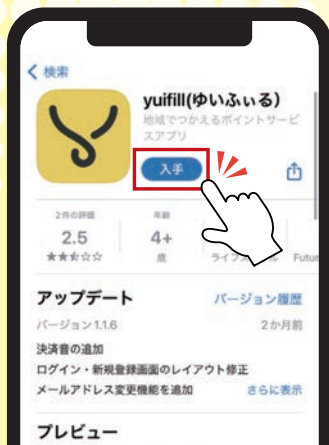 検索
yuifill(ゆいふぃる)
地域でつかえるポイントサービ
スアプリ
入手
2件の評価
年齢
2.5
4+
★★☆☆☆
歳
Futur
アップデート
バージョン履歴
バージョン 1.1.6
2か月前
決済音の追加
ログイン・新規登録画面のレイアウト修正
メールアドレス変更機能を追加
さらに表示
プレビュー